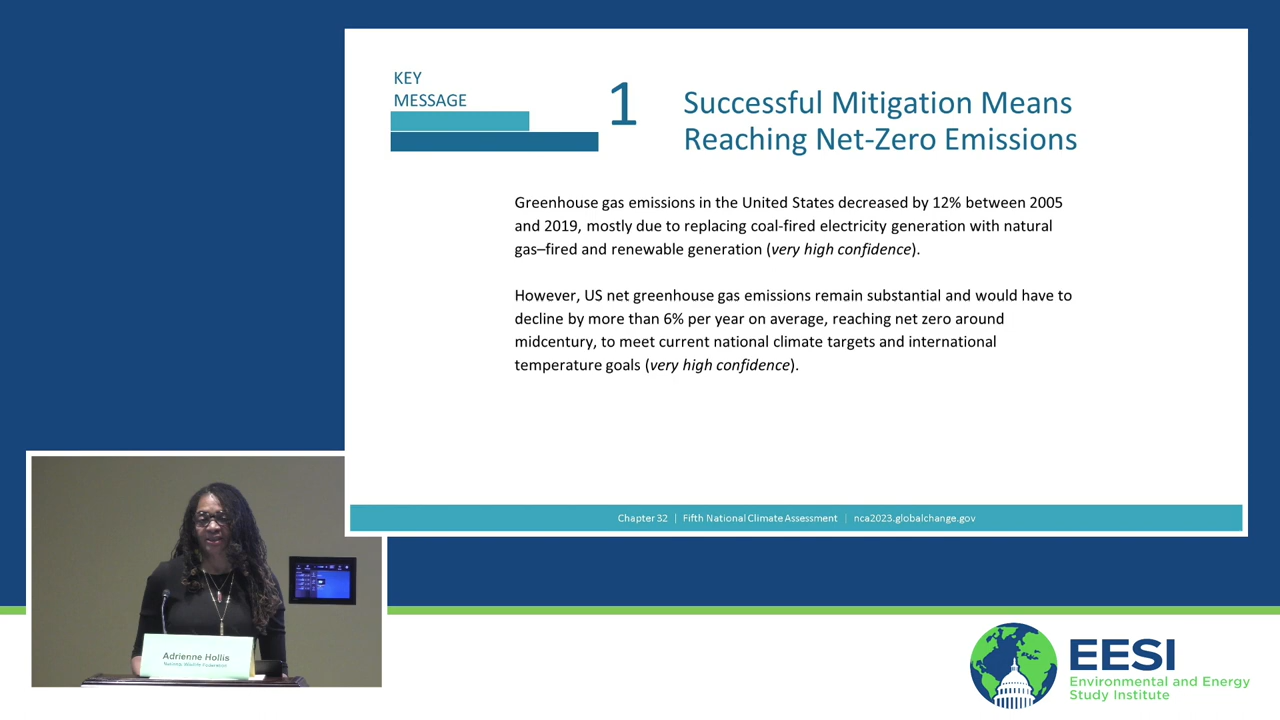 KEY
MESSAGE
1
Successful Mitigation Means
Reaching Net-Zero Emissions
Greenhouse gas emissions in the United States decreased by 12% between 2005
and 2019, mostly due to replacing coal-fired electricity generation with natural
gas–fired and renewable generation (very high confidence).
However, US net greenhouse gas emissions remain substantial and would have to
decline by more than 6% per year on average, reaching net zero around
midcentury, to meet current national climate targets and international
temperature goals (very high confidence).
Chapter 32 | Fifth National Climate Assessment | nca2023.globalchange.gov
Adrienne Hollis
National Wildlife Federation
EESI
Environmental and Energy
Study Institute